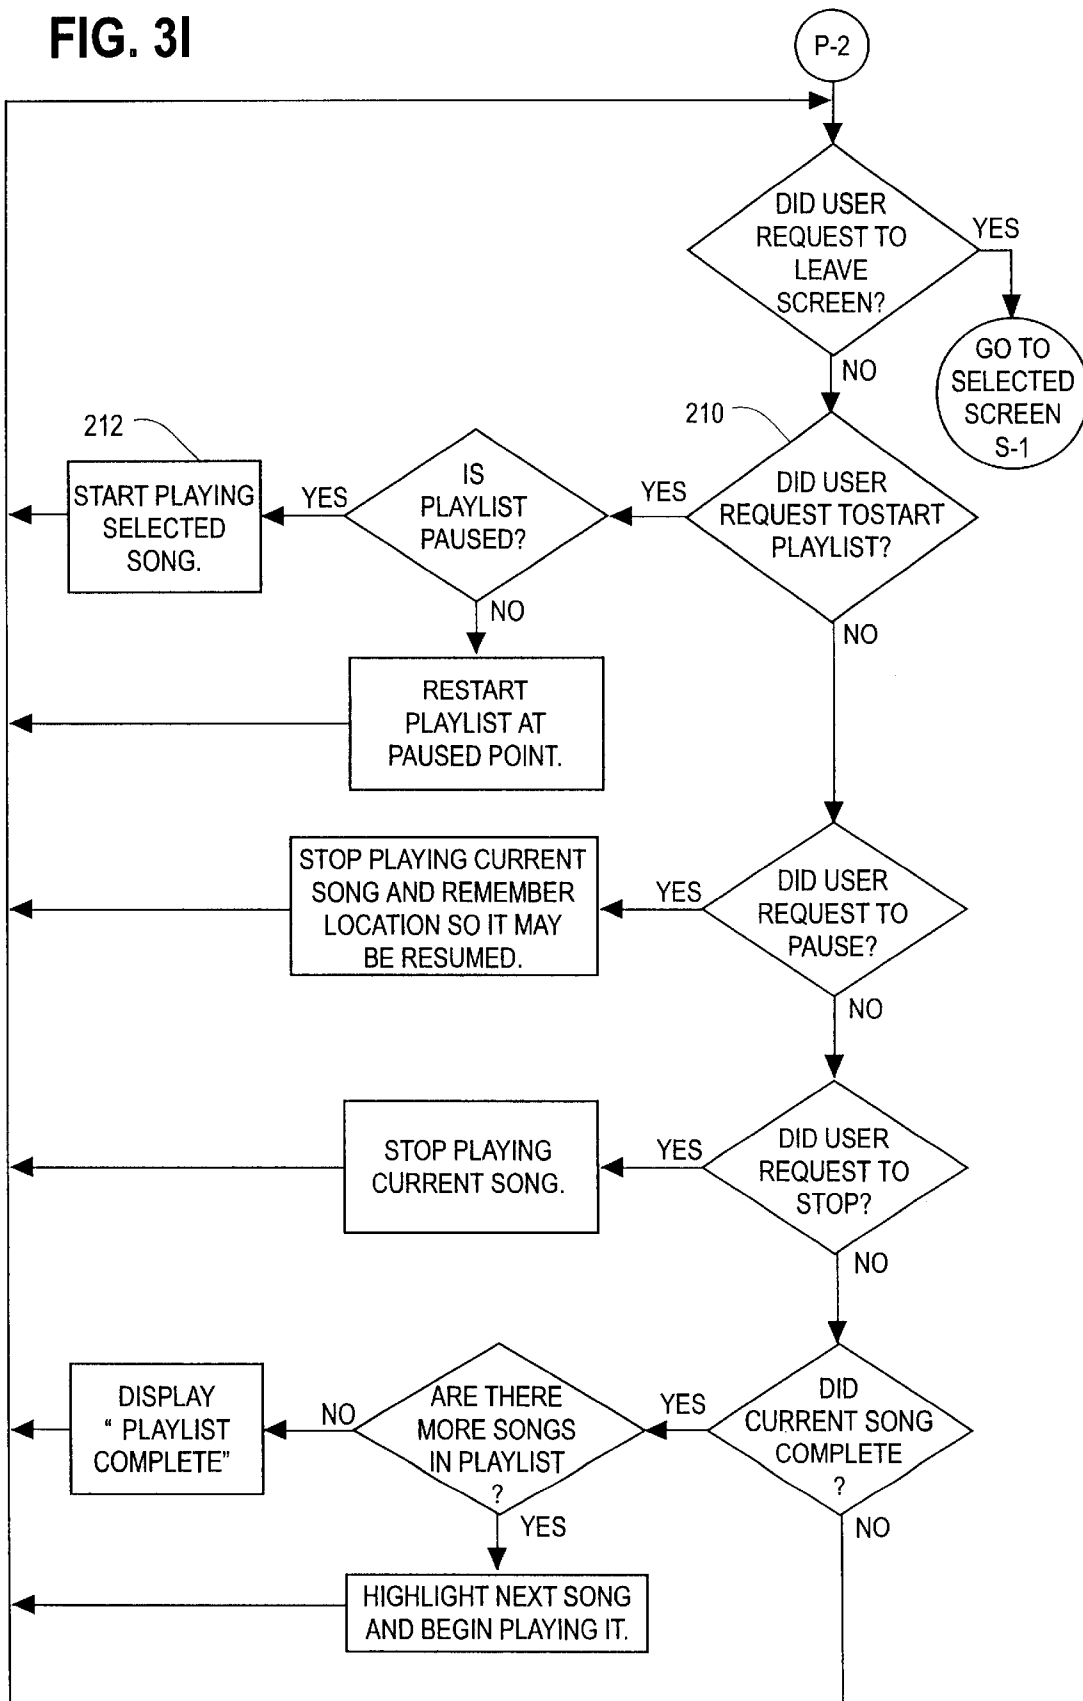 FIG. 3I
P-2
DID USER
REQUEST TO
LEAVE
SCREEN?
YES
GO TO
SELECTED
SCREEN
S-1
NO
210
DID USER
REQUEST TOSTART
PLAYLIST?
YES
IS
PLAYLIST
PAUSED?
YES
212
START PLAYING
SELECTED
SONG.
NO
RESTART
PLAYLIST AT
PAUSED POINT.
NO
DID USER
REQUEST TO
PAUSE?
YES
STOP PLAYING CURRENT
SONG AND REMEMBER
LOCATION SO IT MAY
BE RESUMED.
NO
DID USER
REQUEST TO
STOP?
YES
STOP PLAYING
CURRENT SONG.
NO
DID
CURRENT SONG
COMPLETE
?
YES
ARE THERE
MORE SONGS
IN PLAYLIST
?
NO
DISPLAY
“ PLAYLIST
COMPLETE”
YES
HIGHLIGHT NEXT SONG
AND BEGIN PLAYING IT.
NO